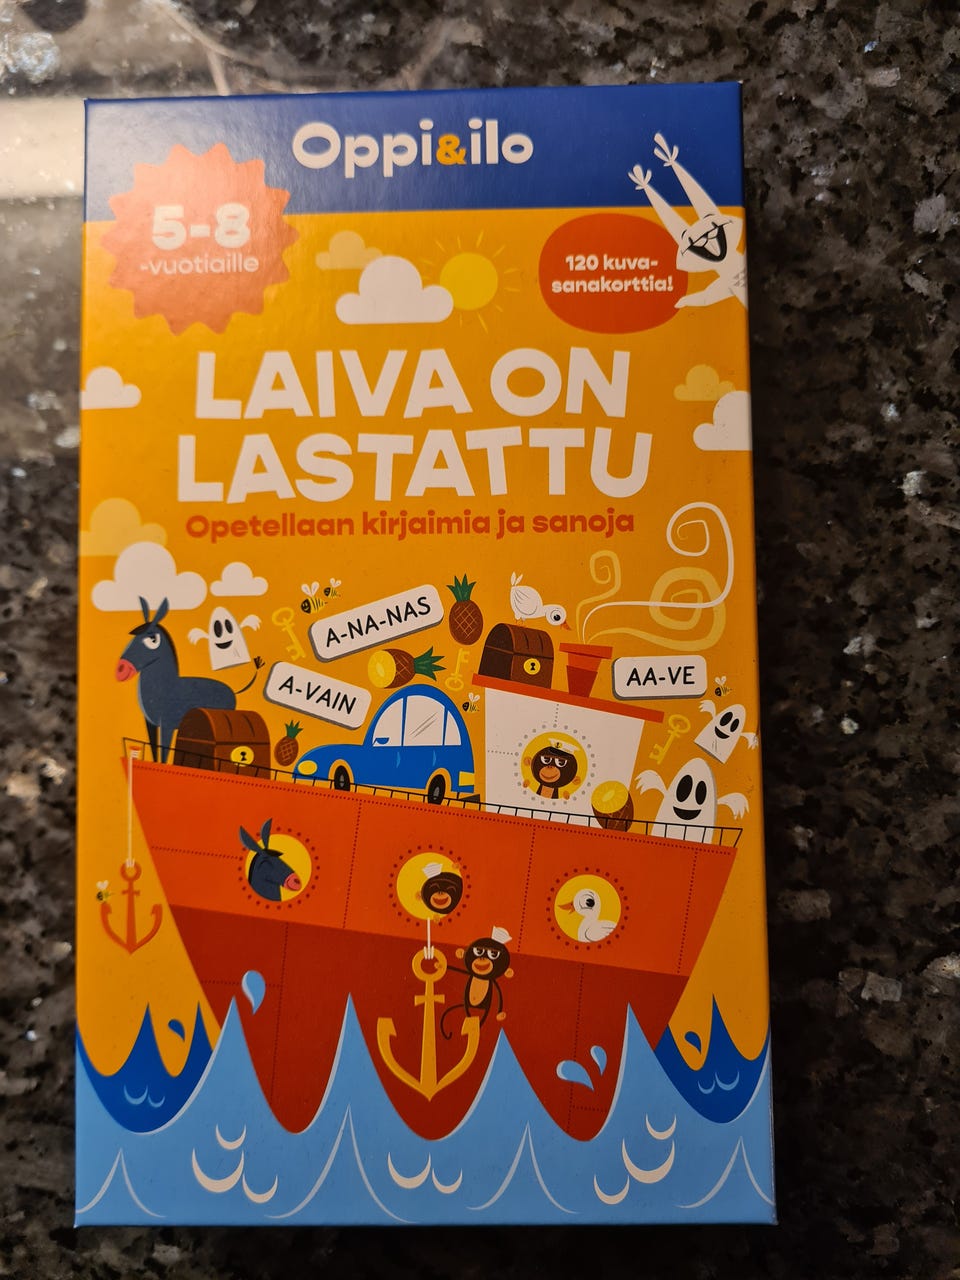 Oppi&ilo
5-8
-vuotiaille
120 kuva-
sanakorttia!
LAIVA ON
LASTATTU
Opetellaan kirjaimia ja sanoja
A-NA-NAS
A-VAIN
AA-VE